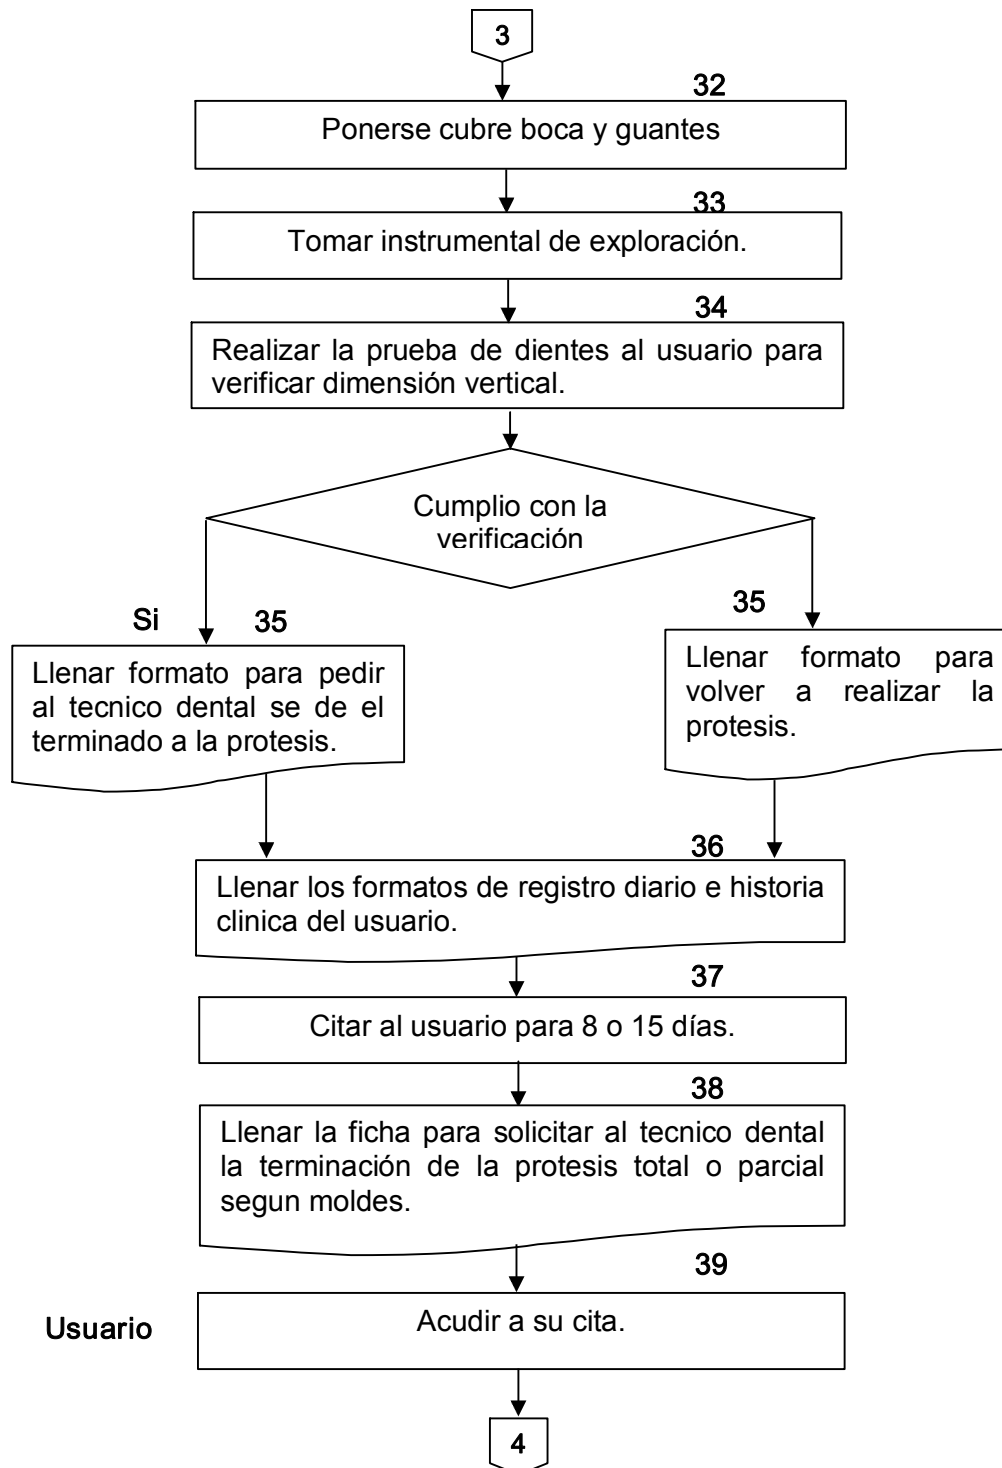 3
32
Ponerse cubre boca y guantes
33
Tomar instrumental de exploración.
34
Realizar la prueba de dientes al usuario para
verificar dimensión vertical.
Cumplio con la
verificación
Si
35
Llenar formato para pedir
al tecnico dental se de el
terminado a la protesis.
35
Llenar formato para
volver a realizar la
protesis.
36
Llenar los formatos de registro diario e historia
clinica del usuario.
37
Citar al usuario para 8 o 15 días.
38
Llenar la ficha para solicitar al tecnico dental
la terminación de la protesis total o parcial
segun moldes.
39
Usuario
Acudir a su cita.
4